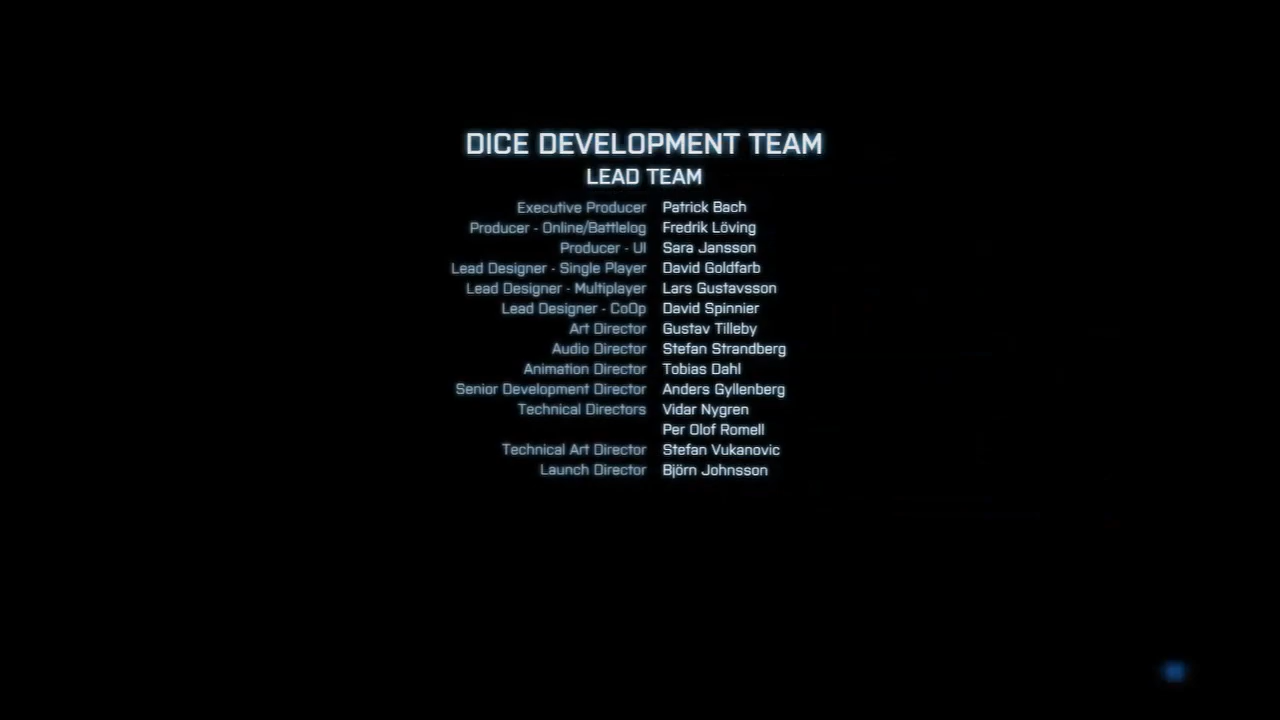 DICE DEVELOPMENT TEAM
LEAD TEAM
Executive Producer Patrick Bach
Producer - Online/Battlelog Fredrik Löving
Producer - UI Sara Jansson
Lead Designer - Single Player David Goldfarb
Lead Designer - Multiplayer Lars Gustavsson
Lead Designer - CoOp David Spinnier
Art Director Gustav Tilleby
Audio Director Stefan Strandberg
Animation Director Tobias Dahl
Senior Development Director Anders Gyllenberg
Technical Directors Vidar Nygren
Per Olof Romell
Technical Art Director Stefan Vukanovic
Launch Director Björn Johnsson